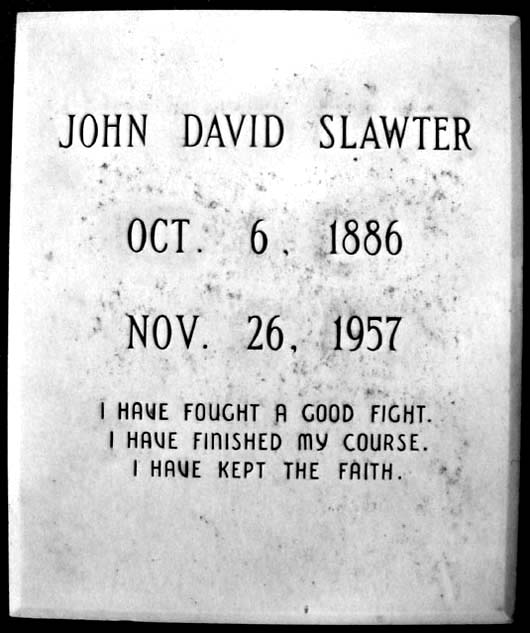 JOHN DAVID SLAWTER
OCT. 6, 1886
NOV. 26, 1957
I HAVE FOUGHT A GOOD FIGHT.
I HAVE FINISHED MY COURSE.
I HAVE KEPT THE FAITH.